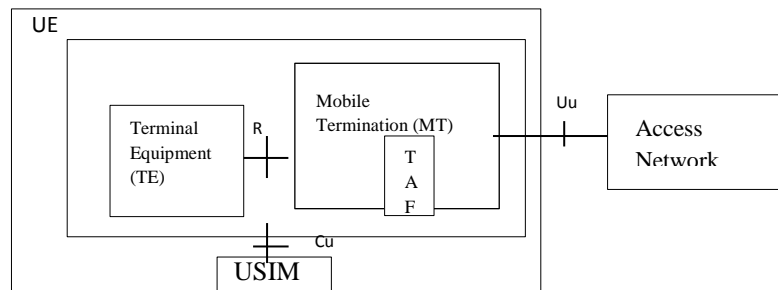 UE
Terminal
Equipment
(TE)
R
Mobile
Termination (MT)
T
A
F
Uu
Access
Network
Cu
USIM